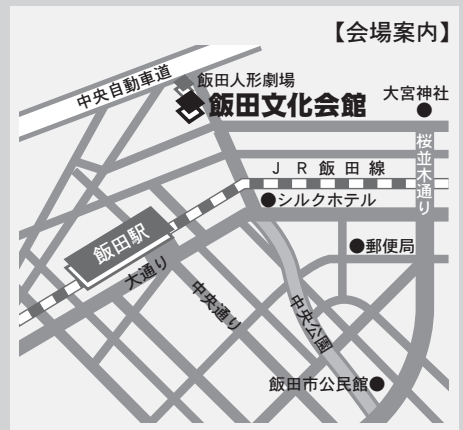 【会場案内】
中央自動車道
飯田人形劇場
飯田文化会館
大宮神社
桜並木通り
JR飯田線
シルクホテル
飯田駅
大通り
郵便局
中央通り
中央公園
飯田市公民館